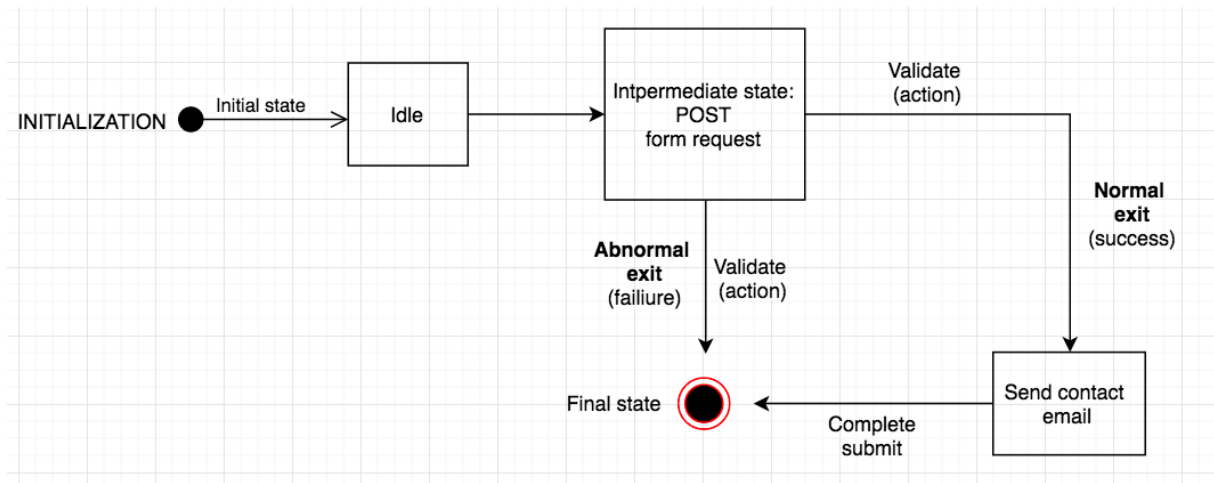 INITIALIZATION
Initial state
Idle
Intpermediate state:
POST
form request
Validate
(action)
Normal
exit
(success)
Abnormal
exit
(failiure)
Validate
(action)
Send contact
email
Complete
submit
Final state